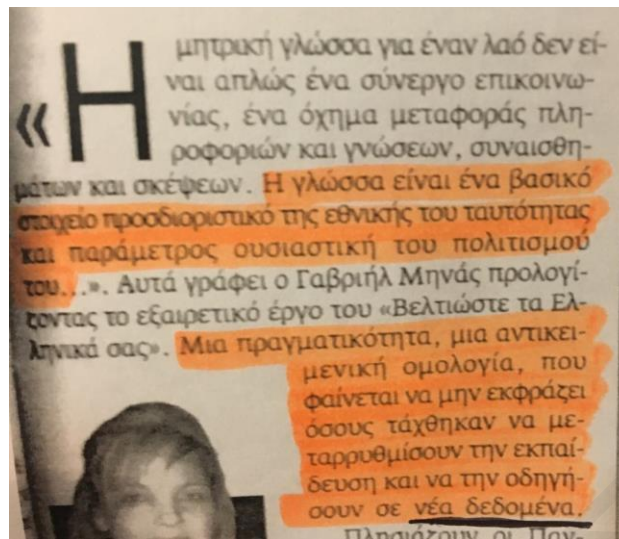 «Η μητρική γλώσσα για έναν λαό δεν εί-
ναι απλώς ένα σύνεργο επικοινω-
νίας, ένα όχημα μεταφοράς πλη-
ροφοριών και γνώσεων, συναισθη-
μάτων και σκέψεων. Η γλώσσα είναι ένα βασικό
στοιχείο προσδιοριστικό της εθνικής του ταυτότητας
και παράμετρος ουσιαστική του πολιτισμού
του...». Αυτά γράφει ο Γαβριήλ Μηνάς προλογί-
ζοντας το εξαιρετικό έργο του «Βελτιώστε τα Ελ-
ληνικά σας». Μια πραγματικότητα, μια αντικει-
μενική ομολογία, που
φαίνεται να μην εκφράζει
όσους τάχθηκαν να με-
ταρρυθμίσουν την εκπαί-
δευση και να την οδηγή-
σουν σε νέα δεδομένα.
Πλησιάζουν οι Παν-